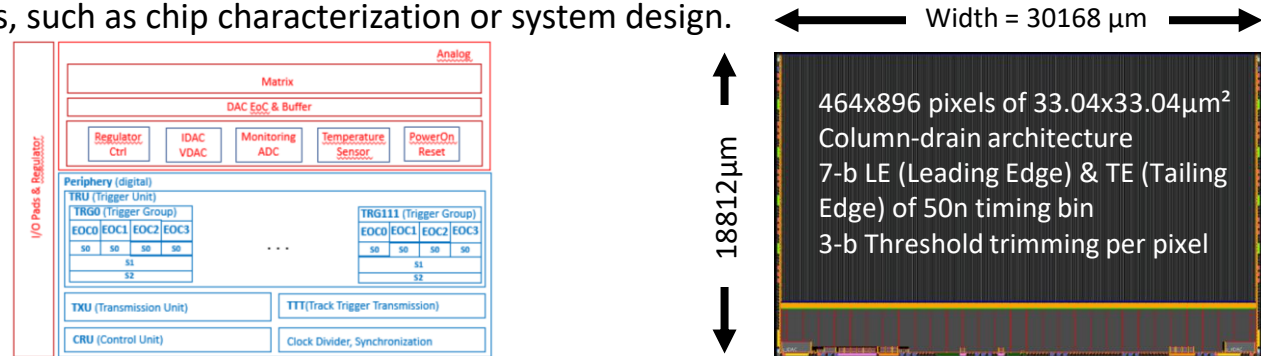 s, such as chip characterization or system design.
Width = 30168 µm
18812µm
I/O Pads & Regulator
Analog
Matrix
DAC EoC & Buffer
Regulator Ctrl
IDAC VDAC
Monitoring ADC
Temperature Sensor
PowerOn Reset
Periphery (digital)
TRU (Trigger Unit)
TRG0 (Trigger Group)
EOC0 EOC1 EOC2 EOC3
S0 S0 S0 S0
S1
S2
...
TRG111 (Trigger Group)
EOC0 EOC1 EOC2 EOC3
S0 S0 S0 S0
S1
S2
TXU (Transmission Unit)
TTT(Track Trigger Transmission)
CRU (Control Unit)
Clock Divider, Synchronization
464x896 pixels of 33.04x33.04µm²
Column-drain architecture
7-b LE (Leading Edge) & TE (Tailing
Edge) of 50n timing bin
3-b Threshold trimming per pixel